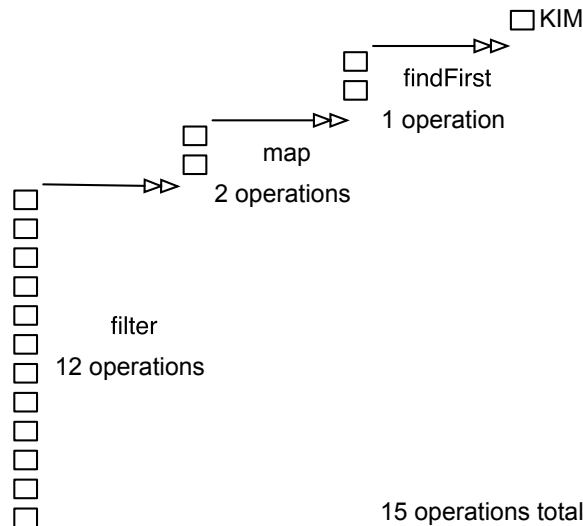 KIM
findFirst
1 operation
map
2 operations
filter
12 operations
15 operations total